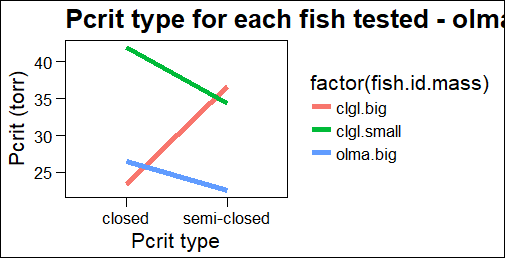 Pcrit type for each fish tested - olma
Pcrit (torr)
40
35
30
25
closed semi-closed
Pcrit type
factor(fish.id.mass)
clgl.big
clgl.small
olma.big